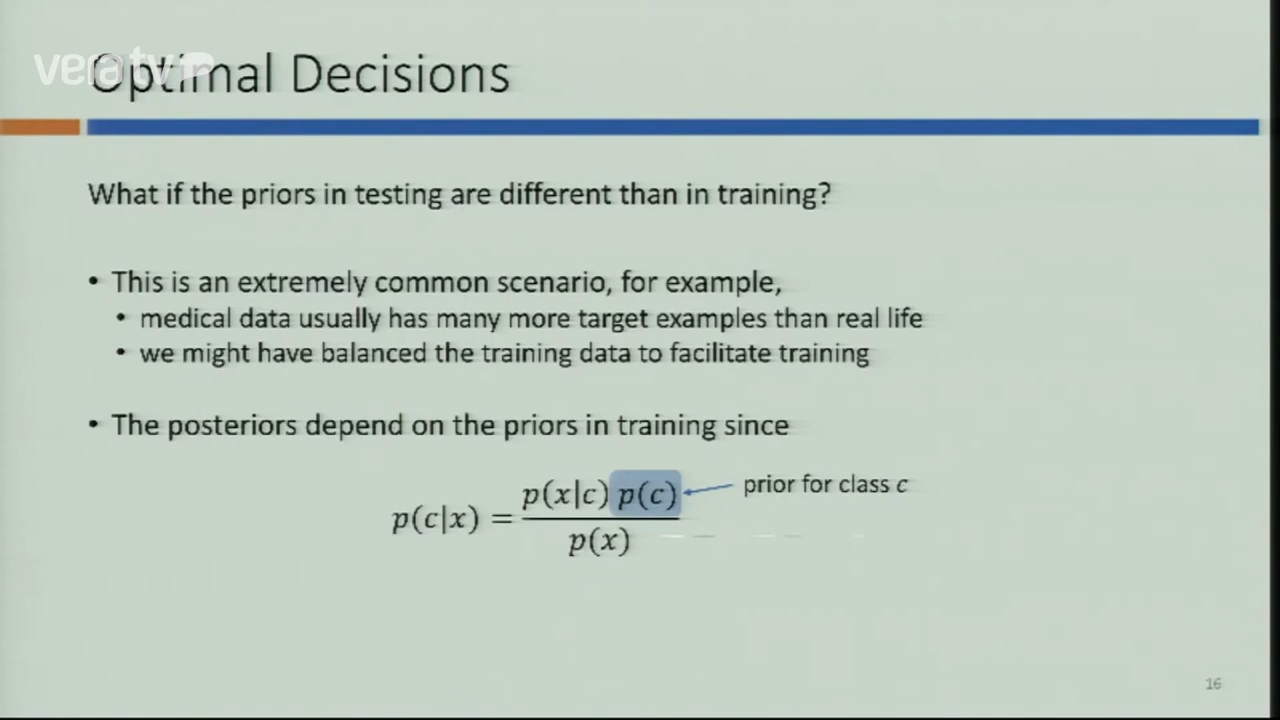 vera tv
Optimal Decisions
What if the priors in testing are different than in training?
• This is an extremely common scenario, for example,
• medical data usually has many more target examples than real life
• we might have balanced the training data to facilitate training
• The posteriors depend on the priors in training since
p(c|x) = p(x|c) p(c) / p(x)
prior for class c
16